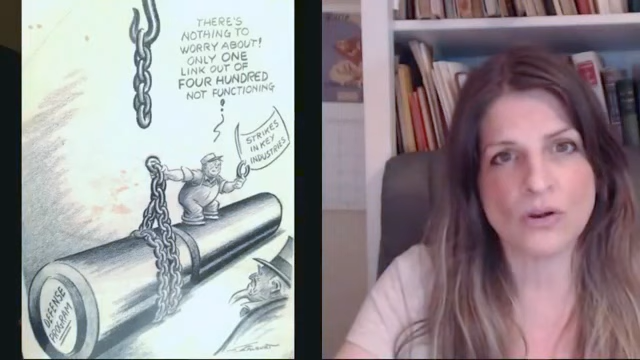 THERE'S
NOTHING TO
WORRY ABOUT!
ONLY ONE
LINK OUT OF
FOUR HUNDRED
NOT FUNCTIONING
STRIKES
IN KEY
INDUSTRIES
DEFENSE
PROGRAM